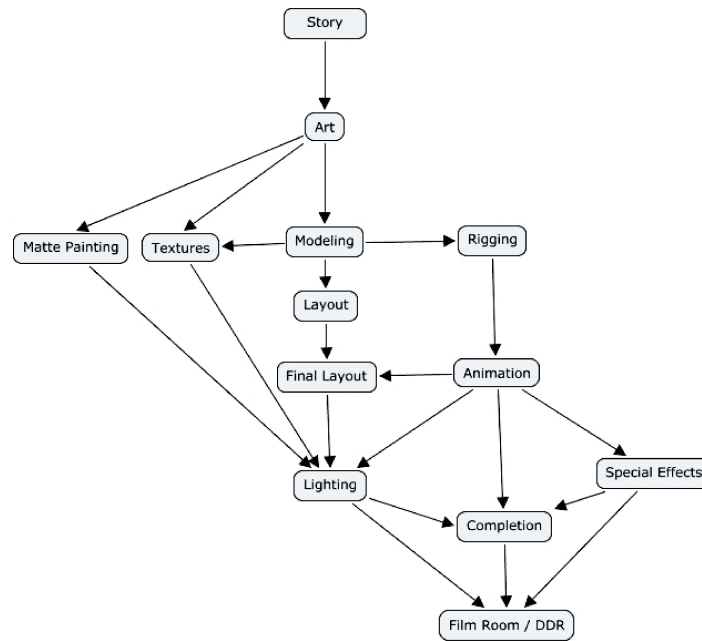 Story
Art
Matte Painting
Textures
Modeling
Rigging
Layout
Final Layout
Animation
Lighting
Special Effects
Completion
Film Room / DDR